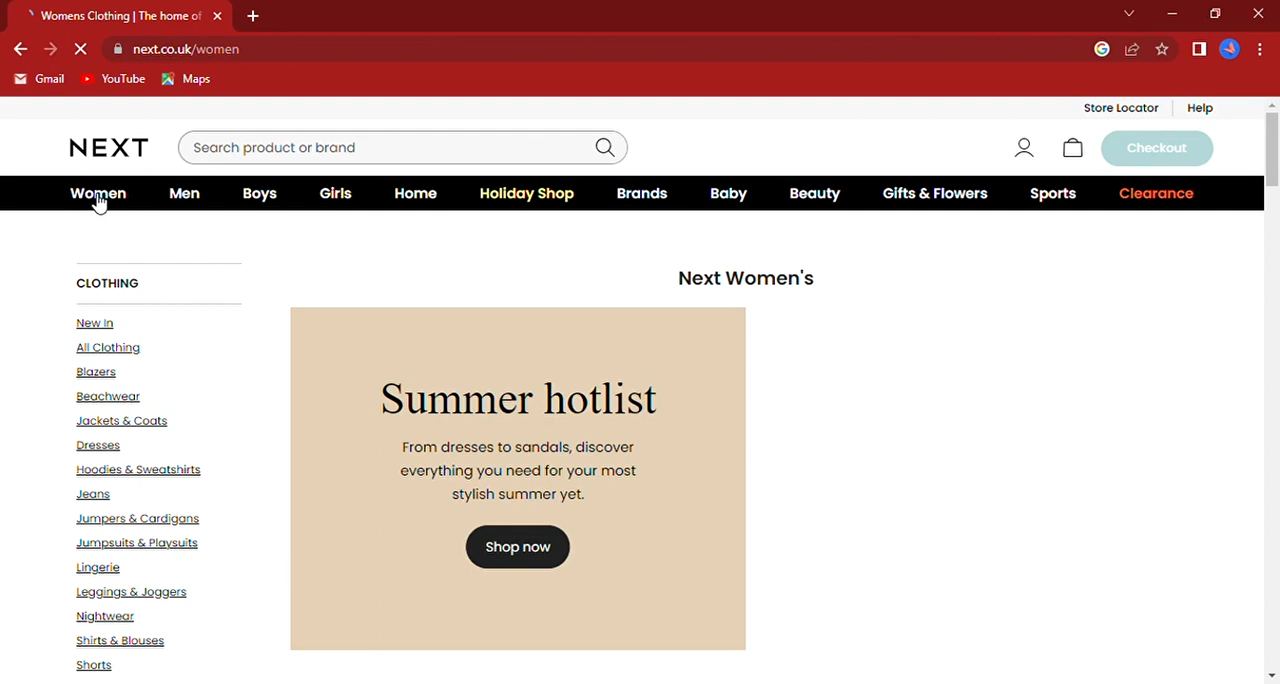 Womens Clothing | The home of
next.co.uk/women
Gmail YouTube Maps
Store Locator Help
NEXT Search product or brand Checkout
Women Men Boys Girls Home Holiday Shop Brands Baby Beauty Gifts & Flowers Sports Clearance
CLOTHING
New In
All Clothing
Blazers
Beachwear
Jackets & Coats
Dresses
Hoodies & Sweatshirts
Jeans
Jumpers & Cardigans
Jumpsuits & Playsuits
Lingerie
Leggings & Joggers
Nightwear
Shirts & Blouses
Shorts
Next Women's
Summer hotlist
From dresses to sandals, discover
everything you need for your most
stylish summer yet.
Shop now